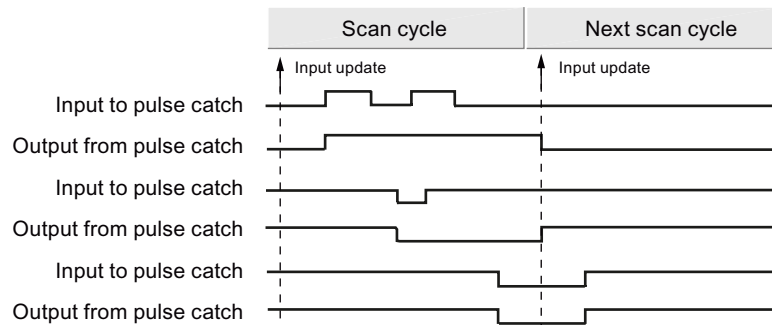 Scan cycle
Next scan cycle
Input update
Input update
Input to pulse catch
Output from pulse catch
Input to pulse catch
Output from pulse catch
Input to pulse catch
Output from pulse catch